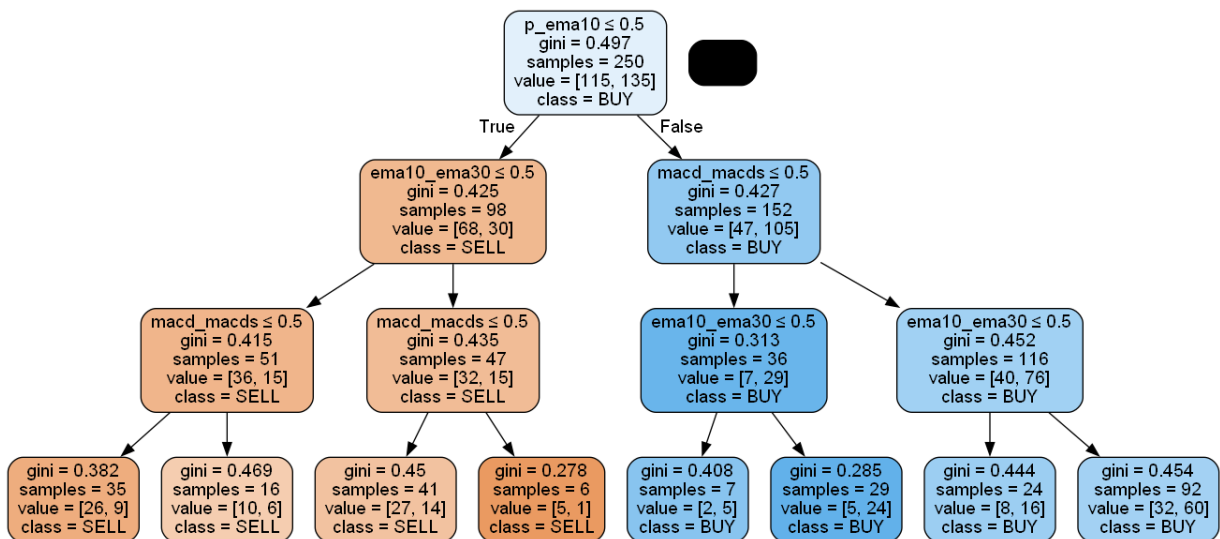 p_ema10 ≤ 0.5
gini = 0.497
samples = 250
value = [115, 135]
class = BUY
True
False
ema10_ema30 ≤ 0.5
gini = 0.425
samples = 98
value = [68, 30]
class = SELL
macd_macds ≤ 0.5
gini = 0.427
samples = 152
value = [47, 105]
class = BUY
macd_macds ≤ 0.5
gini = 0.415
samples = 51
value = [36, 15]
class = SELL
macd_macds ≤ 0.5
gini = 0.435
samples = 47
value = [32, 15]
class = SELL
ema10_ema30 ≤ 0.5
gini = 0.313
samples = 36
value = [7, 29]
class = BUY
ema10_ema30 ≤ 0.5
gini = 0.452
samples = 116
value = [40, 76]
class = BUY
gini = 0.382
samples = 35
value = [26, 9]
class = SELL
gini = 0.469
samples = 16
value = [10, 6]
class = SELL
gini = 0.45
samples = 41
value = [27, 14]
class = SELL
gini = 0.278
samples = 6
value = [5, 1]
class = SELL
gini = 0.408
samples = 7
value = [2, 5]
class = BUY
gini = 0.285
samples = 29
value = [5, 24]
class = BUY
gini = 0.444
samples = 24
value = [8, 16]
class = BUY
gini = 0.454
samples = 92
value = [32, 60]
class = BUY